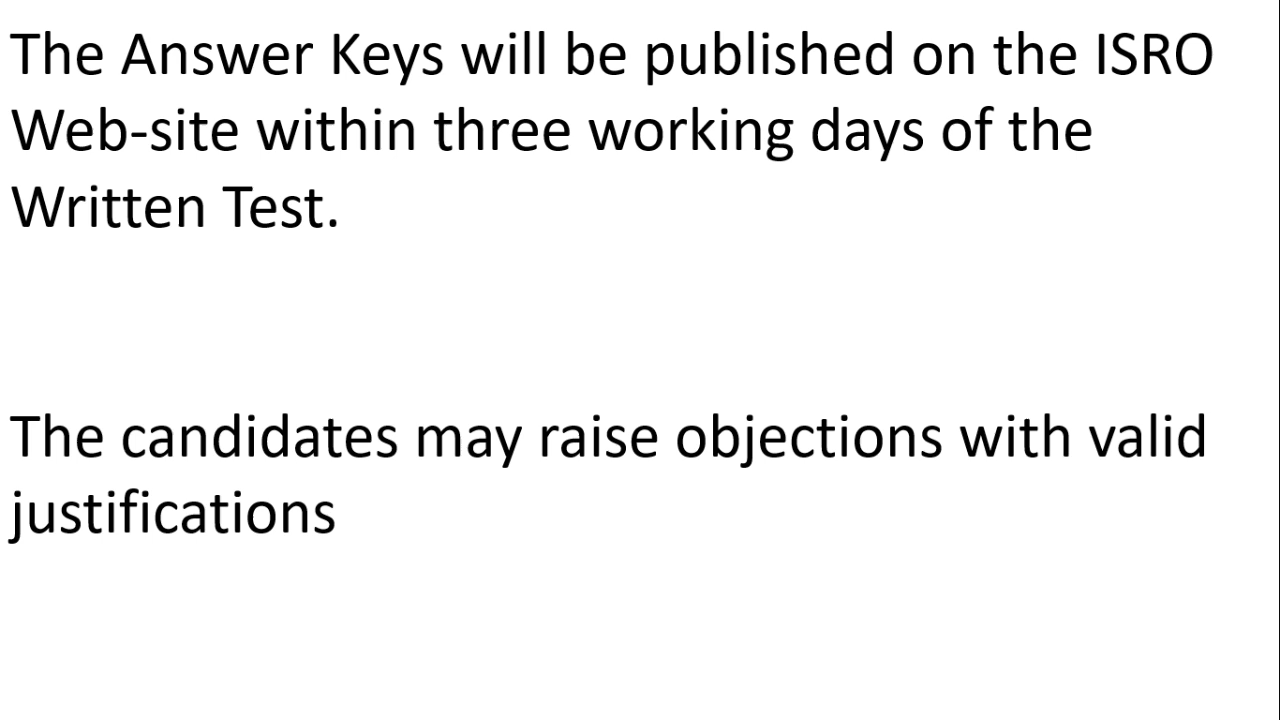 The Answer Keys will be published on the ISRO
Web-site within three working days of the
Written Test.
The candidates may raise objections with valid
justifications